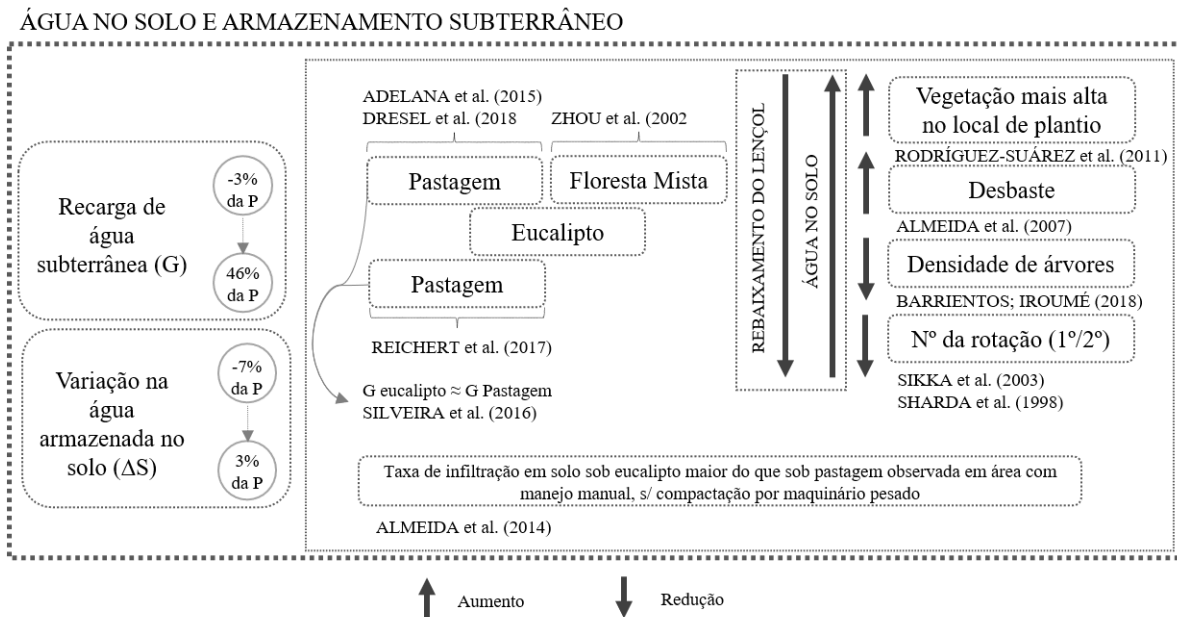 ÁGUA NO SOLO E ARMAZENAMENTO SUBTERRÂNEO
Recarga de
água
subterrânea (G)
-3%
da P
46%
da P
Variação na
água
armazenada no
solo (ΔS)
-7%
da P
3%
da P
ADELANA et al. (2015)
DRESEL et al. (2018
ZHOU et al. (2002)
Pastagem
Floresta Mista
Eucalipto
Pastagem
REICHERT et al. (2017)
G eucalipto ≈ G Pastagem
SILVEIRA et al. (2016)
REBAIXAMENTO DO LENÇOL
ÁGUA NO SOLO
Vegetação mais alta
no local de plantio
RODRÍGUEZ-SUÁREZ et al. (2011)
Desbaste
ALMEIDA et al. (2007)
Densidade de árvores
BARRIENTOS; IROUMÉ (2018)
Nº da rotação (1º/2º)
SIKKA et al. (2003)
SHARDA et al. (1998)
Taxa de infiltração em solo sob eucalipto maior do que sob pastagem observada em área com
manejo manual, s/ compactação por maquinário pesado
ALMEIDA et al. (2014)
Aumento
Redução